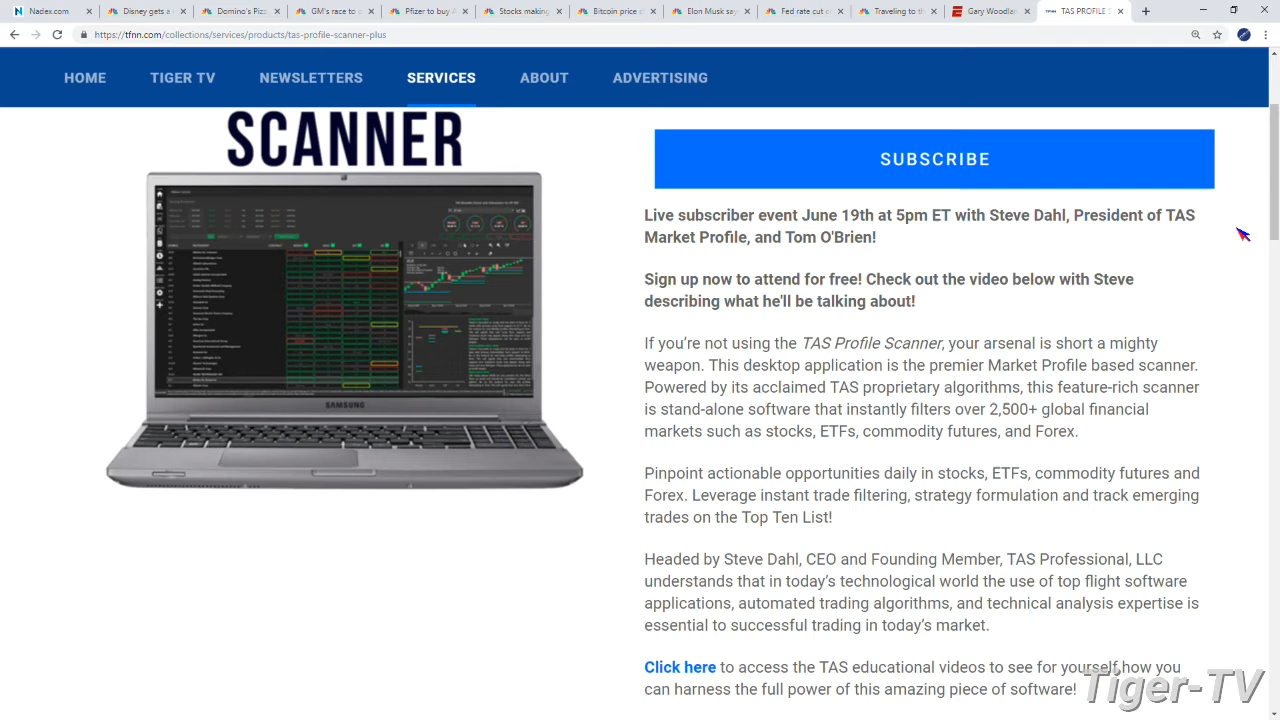 Nadex.com
Disney gets a
Domino's Pizz
GM's race to e
Pfizer to buy A
Stocks making
Bitcoin price c
Elon Musk say
Fed rate cut c
Traveling to th
Gary Woodlan
TAS PROFILE S
https://tfnn.com/collections/services/products/tas-profile-scanner-plus
HOME TIGER TV NEWSLETTERS SERVICES ABOUT ADVERTISING
SCANNER
SAMSUNG
SUBSCRIBE
Live subscriber event June 19th at 5pm ET with Steve Dahl, President of TAS
Market Profile, and Tom O'Brien!
Sign up now to attend for free! Check out the video below with Steve
describing what he'll be talking about!
If you're not using the TAS Profile Scanner, your arsenal is short a mighty
weapon. This desktop application is the premier Market Profile based scanner.
Powered by its acclaimed TAS proprietary algorithms, this feature-rich scanner
is stand-alone software that instantly filters over 2,500+ global financial
markets such as stocks, ETFs, commodity futures, and Forex.
Pinpoint actionable opportunities daily in stocks, ETFs, commodity futures and
Forex. Leverage instant trade filtering, strategy formulation and track emerging
trades on the Top Ten List!
Headed by Steve Dahl, CEO and Founding Member, TAS Professional, LLC
understands that in today's technological world the use of top flight software
applications, automated trading algorithms, and technical analysis expertise is
essential to successful trading in today's market.
Click here to access the TAS educational videos to see for yourself how you
can harness the full power of this amazing piece of software!
Tiger-TV